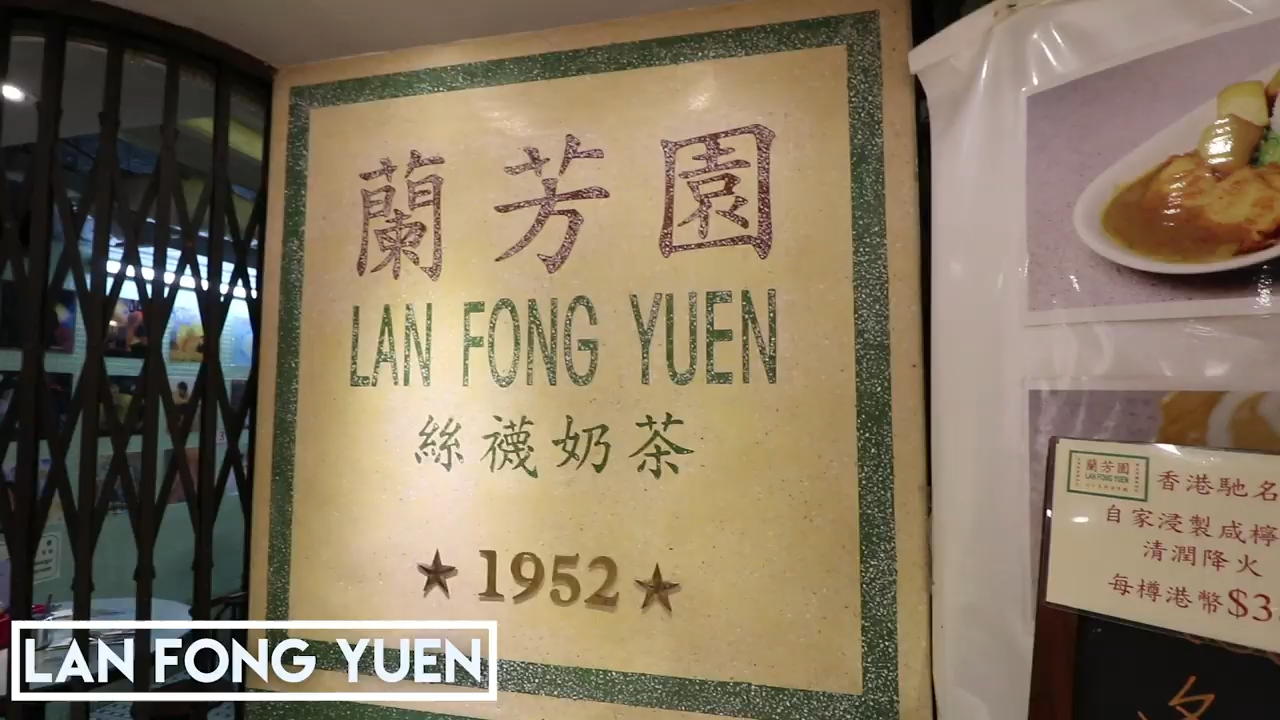 蘭芳園
LAN FONG YUEN
絲襪奶茶
★ 1952 ★
蘭芳園
LAN FONG YUEN
香港馳名
自家浸製咸檸
清潤降火
每樽港幣$3
LAN FONG YUEN